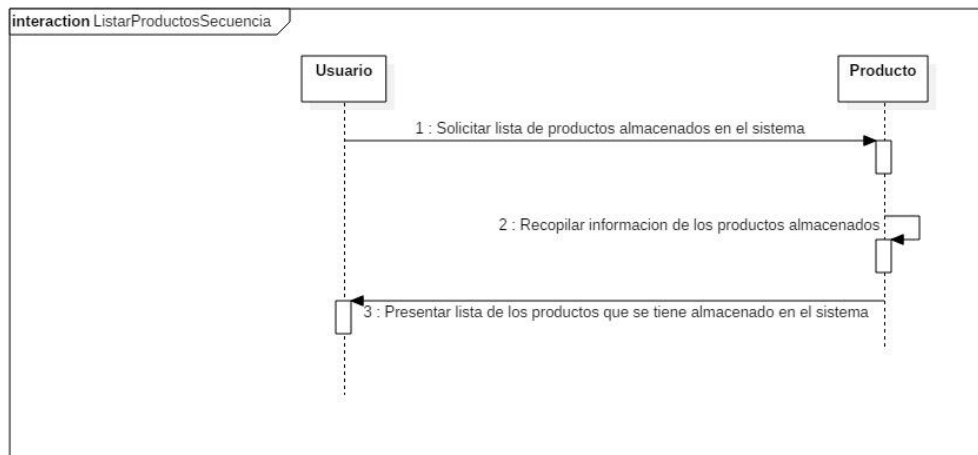 interaction ListarProductosSecuencia
Usuario
Producto
1 : Solicitar lista de productos almacenados en el sistema
2 : Recopilar informacion de los productos almacenados
3 : Presentar lista de los productos que se tiene almacenado en el sistema